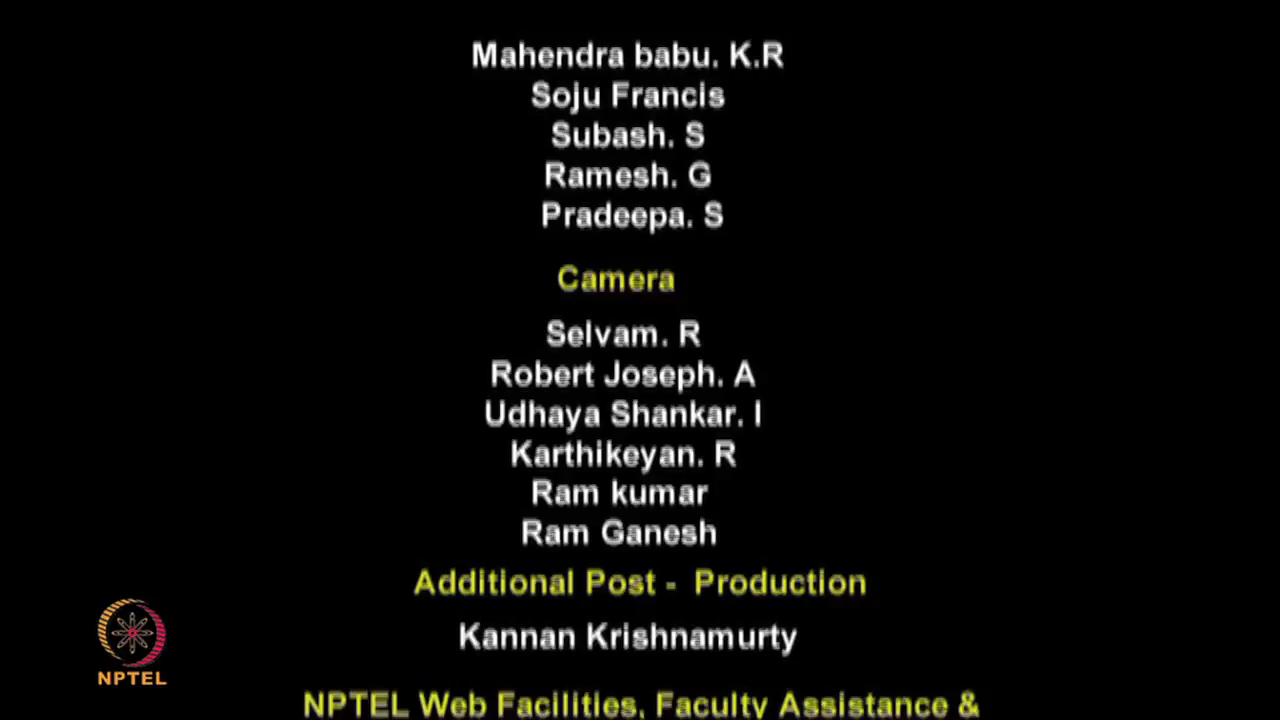 Mahendra babu. K.R
Soju Francis
Subash. S
Ramesh. G
Pradeepa. S
Camera
Selvam. R
Robert Joseph. A
Udhaya Shankar. I
Karthikeyan. R
Ram kumar
Ram Ganesh
Additional Post - Production
Kannan Krishnamurty
NPTEL
NPTEL Web Facilities, Faculty Assistance &